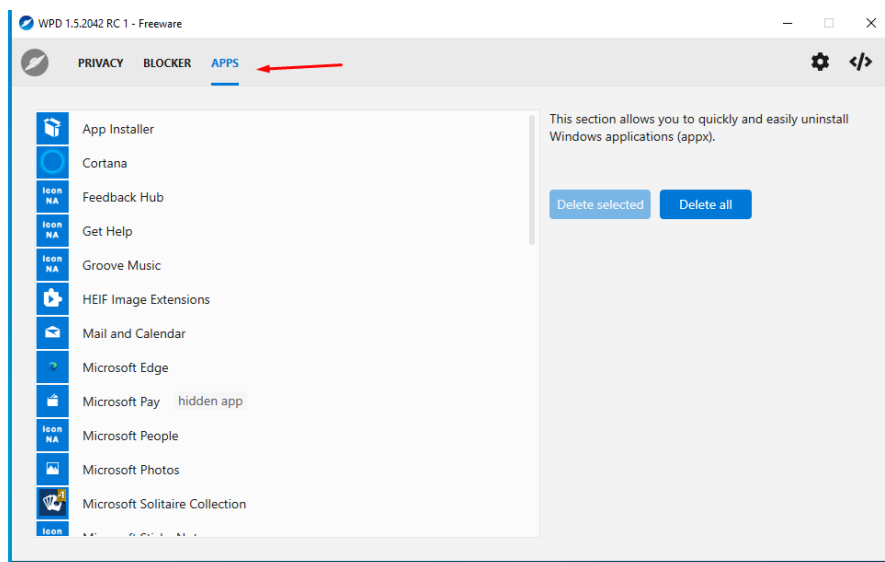 WPD 1.5.2042 RC 1 - Freeware
PRIVACY BLOCKER APPS
</>
App Installer
This section allows you to quickly and easily uninstall
Windows applications (appx).
Cortana
Icon
NA
Feedback Hub
Delete selected Delete all
Icon
NA
Get Help
Icon
NA
Groove Music
HEIF Image Extensions
Mail and Calendar
Microsoft Edge
Microsoft Pay hidden app
Icon
NA
Microsoft People
Microsoft Photos
Microsoft Solitaire Collection
Icon